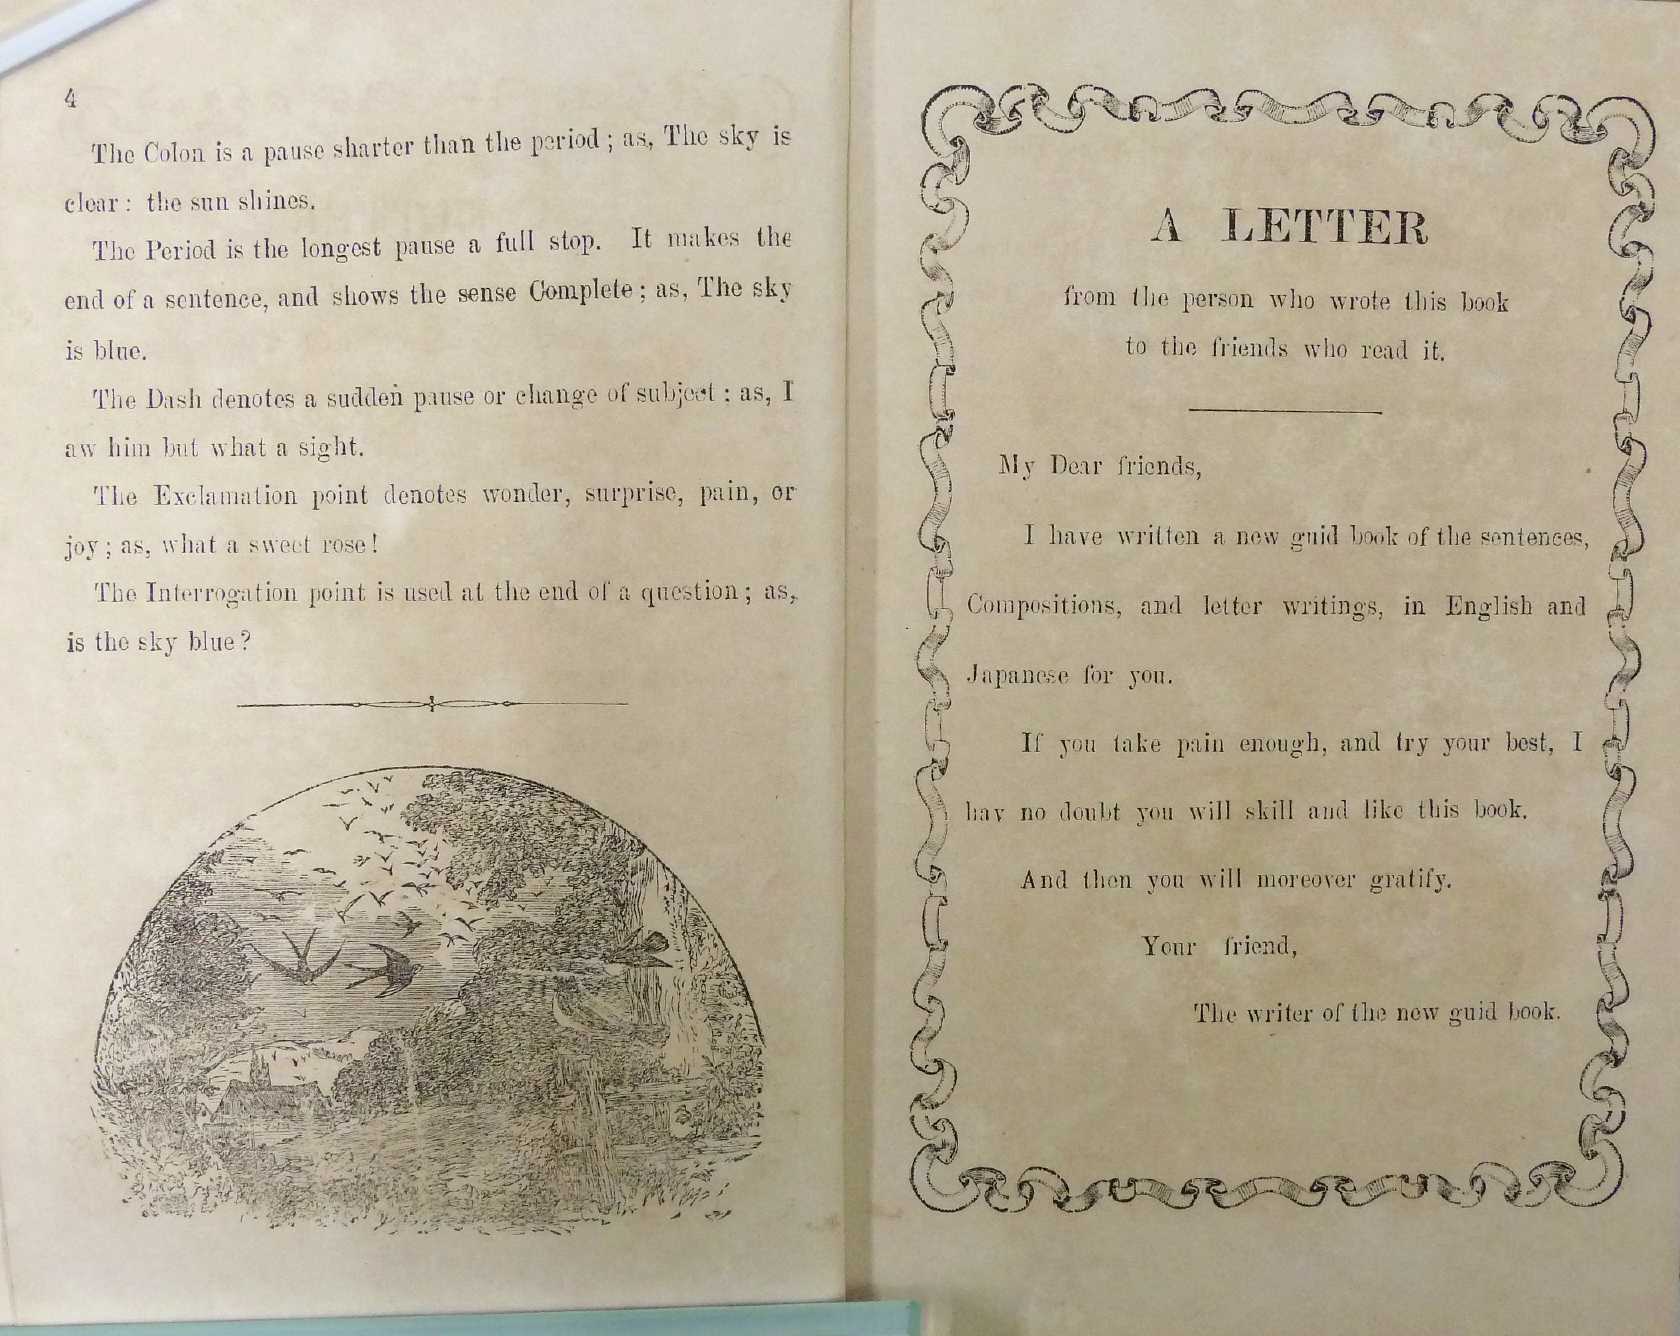 4
The Colon is a pause sharter than the period ; as, The sky is
clear : the sun shines.
The Period is the longest pause a full stop. It makes the
end of a sentence, and shows the sense Complete ; as, The sky
is blue.
The Dash denotes a sudden pause or change of subject : as, I
aw him but what a sight.
The Exclamation point denotes wonder, surprise, pain, or
joy ; as, what a sweet rose !
The Interrogation point is used at the end of a question ; as,
is the sky blue ?
A LETTER
from the person who wrote this book
to the friends who read it.
My Dear friends,
I have written a new guid book of the sentences,
Compositions, and letter writings, in English and
Japanese for you.
If you take pain enough, and try your best, I
hav no doubt you will skill and like this book.
And then you will moreover gratify.
Your friend,
The writer of the new guid book.